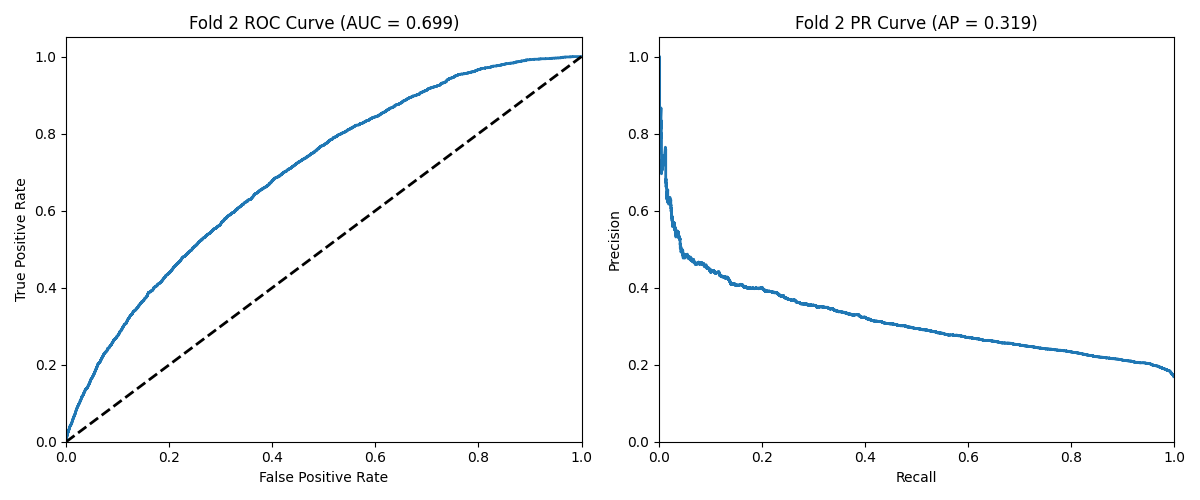 Fold 2 ROC Curve (AUC = 0.699)
1.0
0.8
0.6
0.4
0.2
0.0
True Positive Rate
0.0 0.2 0.4 0.6 0.8 1.0
False Positive Rate
Fold 2 PR Curve (AP = 0.319)
1.0
0.8
0.6
0.4
0.2
0.0
Precision
0.0 0.2 0.4 0.6 0.8 1.0
Recall